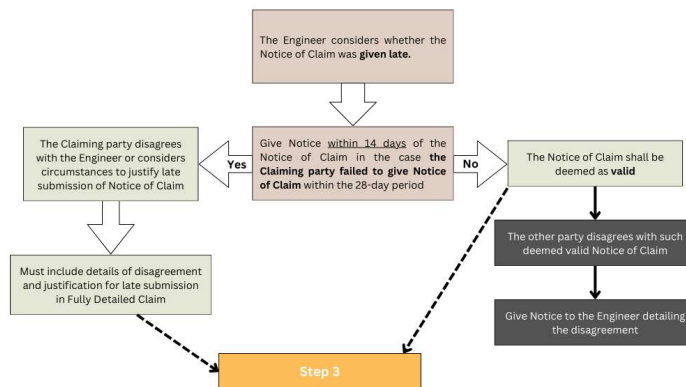 The Engineer considers whether the
Notice of Claim was given late.
The Claiming party disagrees
with the Engineer or considers
circumstances to justify late
submission of Notice of Claim
Yes
Give Notice within 14 days of the
Notice of Claim in the case the
Claiming party failed to give Notice
of Claim within the 28-day period
No
The Notice of Claim shall be
deemed as valid
The other party disagrees with such
deemed valid Notice of Claim
Must include details of disagreement
and justification for late submission
in Fully Detailed Claim
Give Notice to the Engineer detailing
the disagreement
Step 3